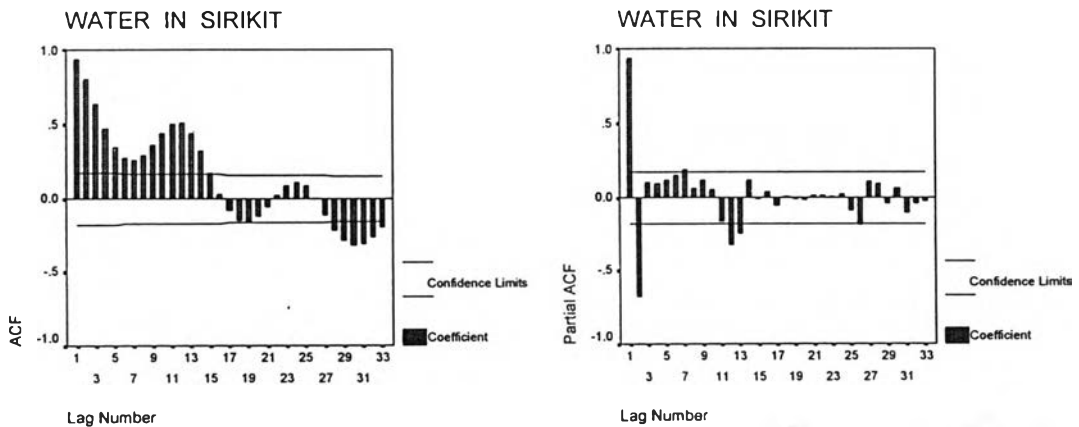 WATER IN SIRIKIT
1.0
.5
0.0
-.5
-1.0
ACF
1 5 9 13 17 21 25 29 33
3 7 11 15 19 23 27 31
Lag Number
Confidence Limits
Coefficient
WATER IN SIRIKIT
1.0
.5
0.0
-.5
-1.0
Partial ACF
1 5 9 13 17 21 25 29 33
3 7 11 15 19 23 27 31
Lag Number
Confidence Limits
Coefficient